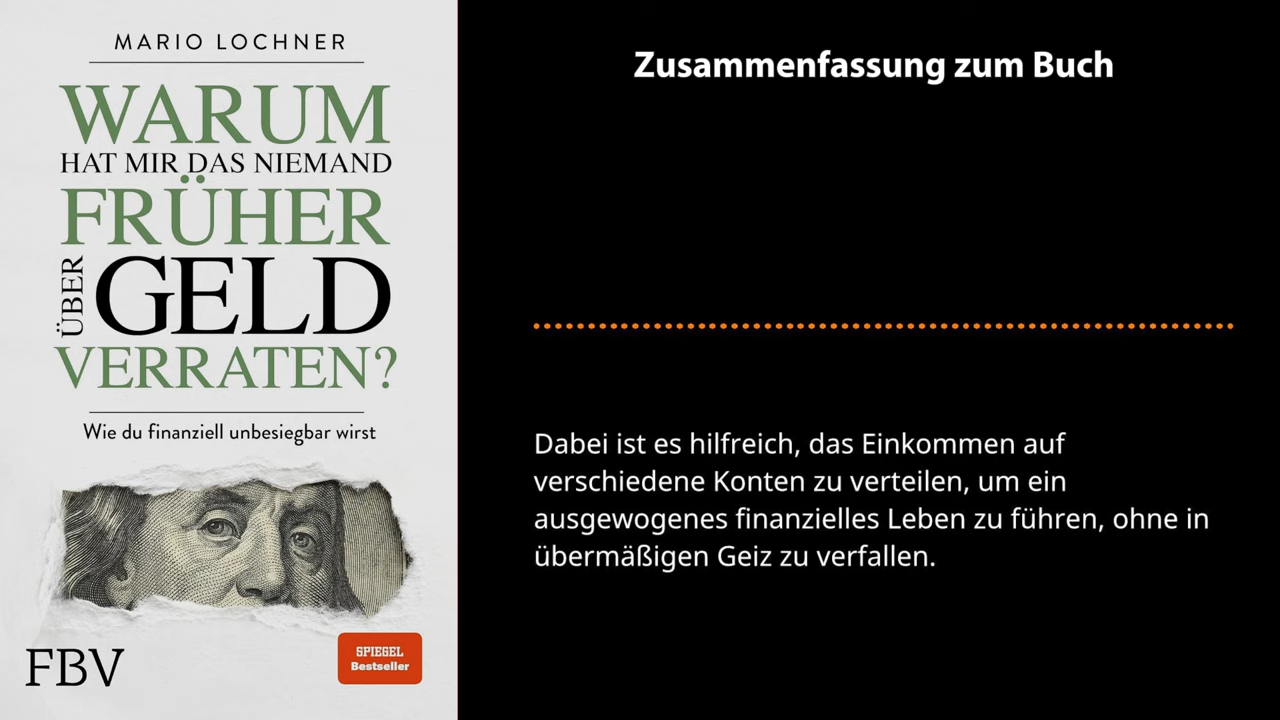 MARIO LOCHNER
WARUM
HAT MIR DAS NIEMAND
FRÜHER
ÜBER GELD
VERRATEN?
Wie du finanziell unbesiegbar wirst
FBV
SPIEGEL
Bestseller
Zusammenfassung zum Buch
Dabei ist es hilfreich, das Einkommen auf
verschiedene Konten zu verteilen, um ein
ausgewogenes finanzielles Leben zu führen, ohne in
übermäßigen Geiz zu verfallen.